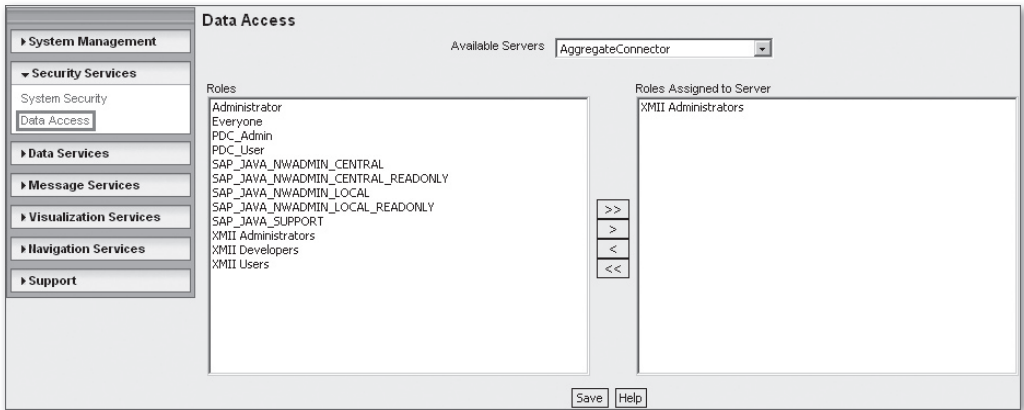 Data Access
System Management
Security Services
System Security
Data Access
Data Services
Message Services
Visualization Services
Navigation Services
Support
Available Servers AggregateConnector
Roles
Administrator
Everyone
PDC_Admin
PDC_User
SAP_JAVA_NWADMIN_CENTRAL
SAP_JAVA_NWADMIN_CENTRAL_READONLY
SAP_JAVA_NWADMIN_LOCAL
SAP_JAVA_NWADMIN_LOCAL_READONLY
SAP_JAVA_SUPPORT
XMII Administrators
XMII Developers
XMII Users
>>
>
<
<<
Roles Assigned to Server
XMII Administrators
Save Help